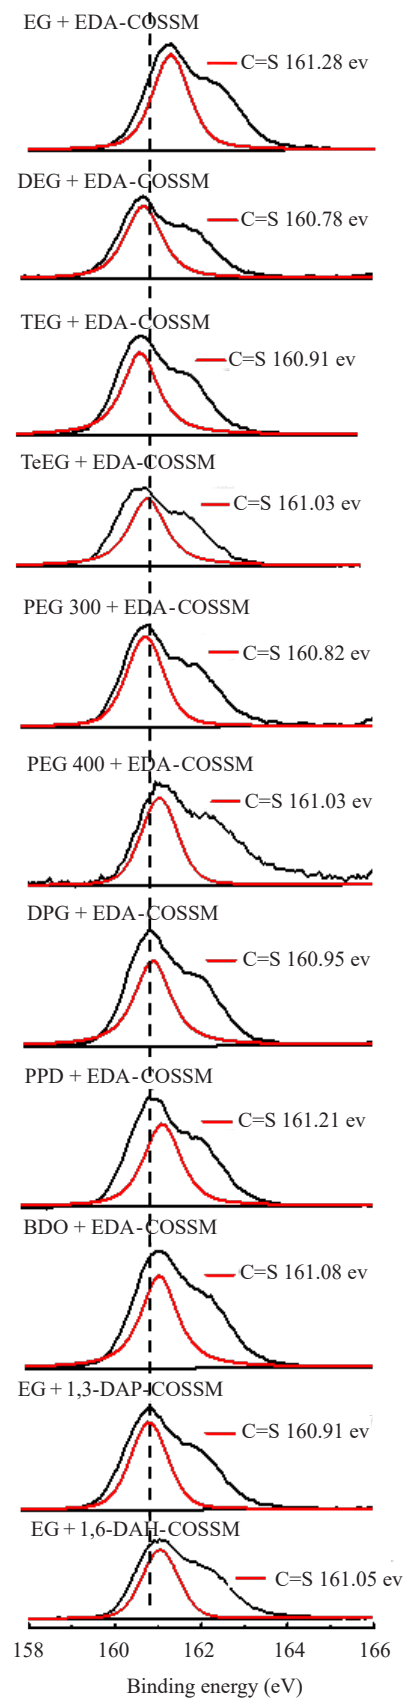 EG + EDA-COSSM
C=S 161.28 ev
DEG + EDA-COSSM
C=S 160.78 ev
TEG + EDA-COSSM
C=S 160.91 ev
TeEG + EDA-COSSM
C=S 161.03 ev
PEG 300 + EDA-COSSM
C=S 160.82 ev
PEG 400 + EDA-COSSM
C=S 161.03 ev
DPG + EDA-COSSM
C=S 160.95 ev
PPD + EDA-COSSM
C=S 161.21 ev
BDO + EDA-COSSM
C=S 161.08 ev
EG + 1,3-DAP-COSSM
C=S 160.91 ev
EG + 1,6-DAH-COSSM
C=S 161.05 ev
158 160 162 164 166
Binding energy (eV)